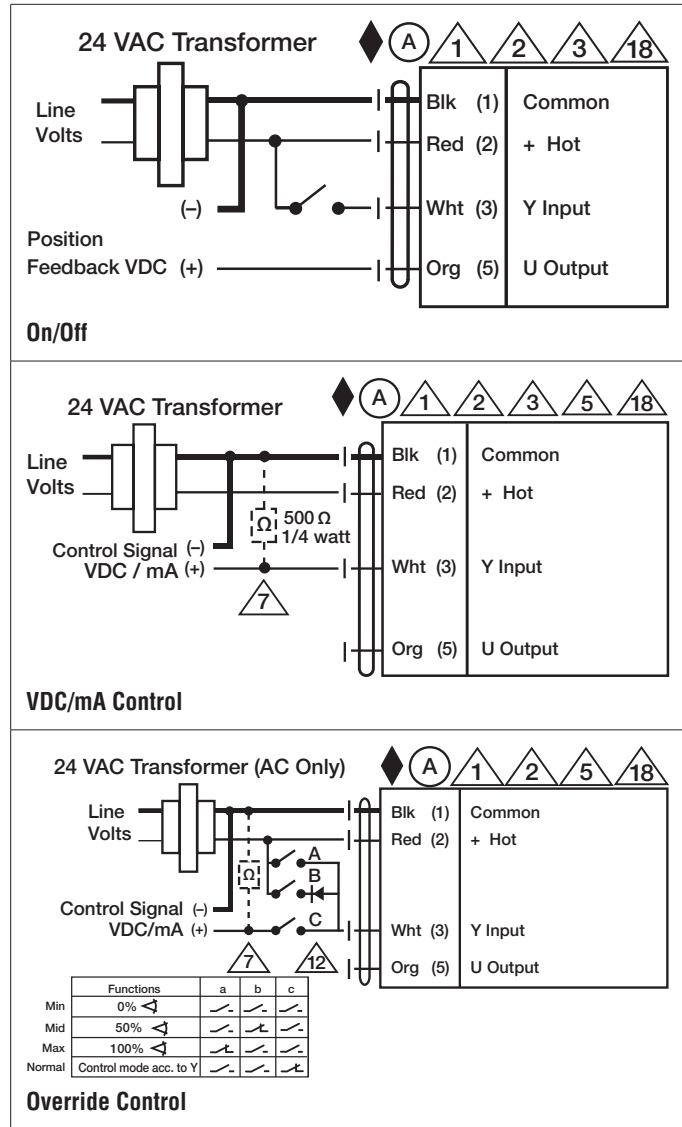 24 VAC Transformer
A
1
2
3
18
Line
Volts
Blk (1) Common
Red (2) + Hot
(–)
Wht (3) Y Input
Position
Feedback VDC (+)
Org (5) U Output
On/Off
24 VAC Transformer
A
1
2
3
5
18
Line
Volts
Blk (1) Common
Red (2) + Hot
Ω
500 Ω
1/4 watt
Control Signal (–)
VDC / mA (+)
Wht (3) Y Input
7
Org (5) U Output
VDC/mA Control
24 VAC Transformer (AC Only)
A
1
2
5
18
Line
Volts
Blk (1) Common
Red (2) + Hot
A
Ω
B
Control Signal (–)
C
VDC/mA (+)
Wht (3) Y Input
7
12
Org (5) U Output
Functions a b c
Min 0%
Mid 50%
Max 100%
Normal Control mode acc. to Y
Override Control